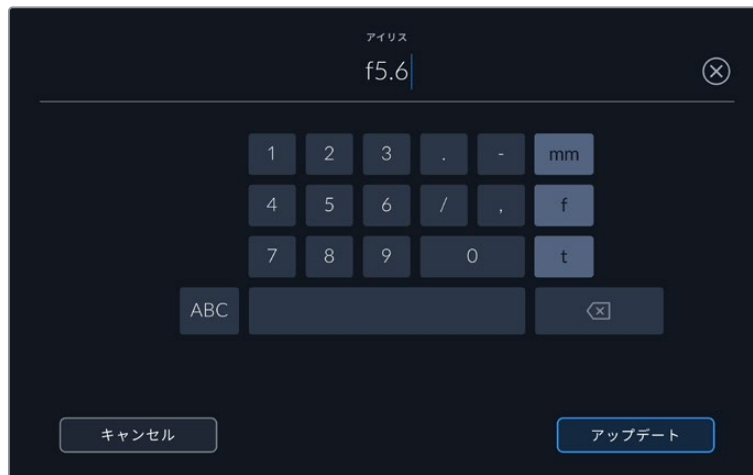 アイリス
f5.6
1 2 3 . - mm
4 5 6 / , f
7 8 9 0 t
ABC
キャンセル アップデート